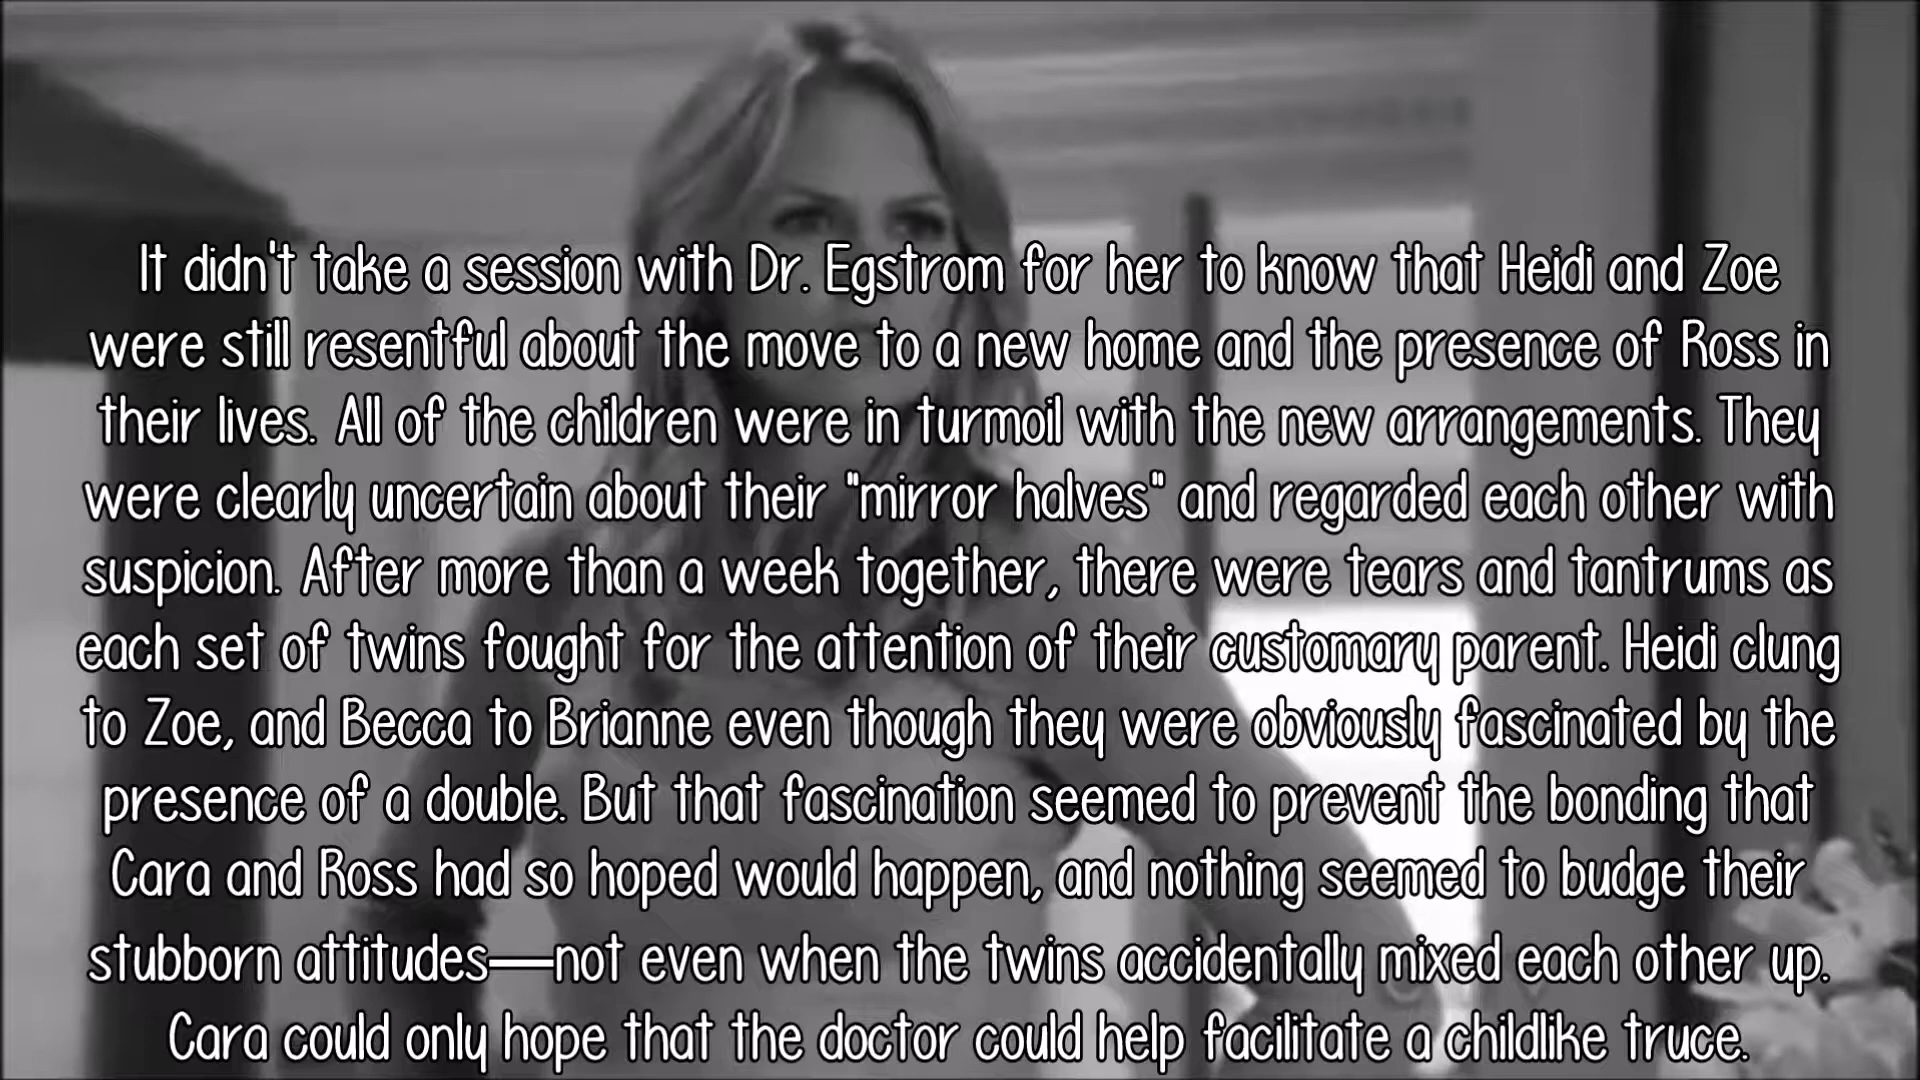 It didn't take a session with Dr. Egstrom for her to know that Heidi and Zoe
were still resentful about the move to a new home and the presence of Ross in
their lives. All of the children were in turmoil with the new arrangements. They
were clearly uncertain about their "mirror halves" and regarded each other with
suspicion. After more than a week together, there were tears and tantrums as
each set of twins fought for the attention of their customary parent. Heidi clung
to Zoe, and Becca to Brianne even though they were obviously fascinated by the
presence of a double. But that fascination seemed to prevent the bonding that
Cara and Ross had so hoped would happen, and nothing seemed to budge their
stubborn attitudes—not even when the twins accidentally mixed each other up.
Cara could only hope that the doctor could help facilitate a childlike truce.